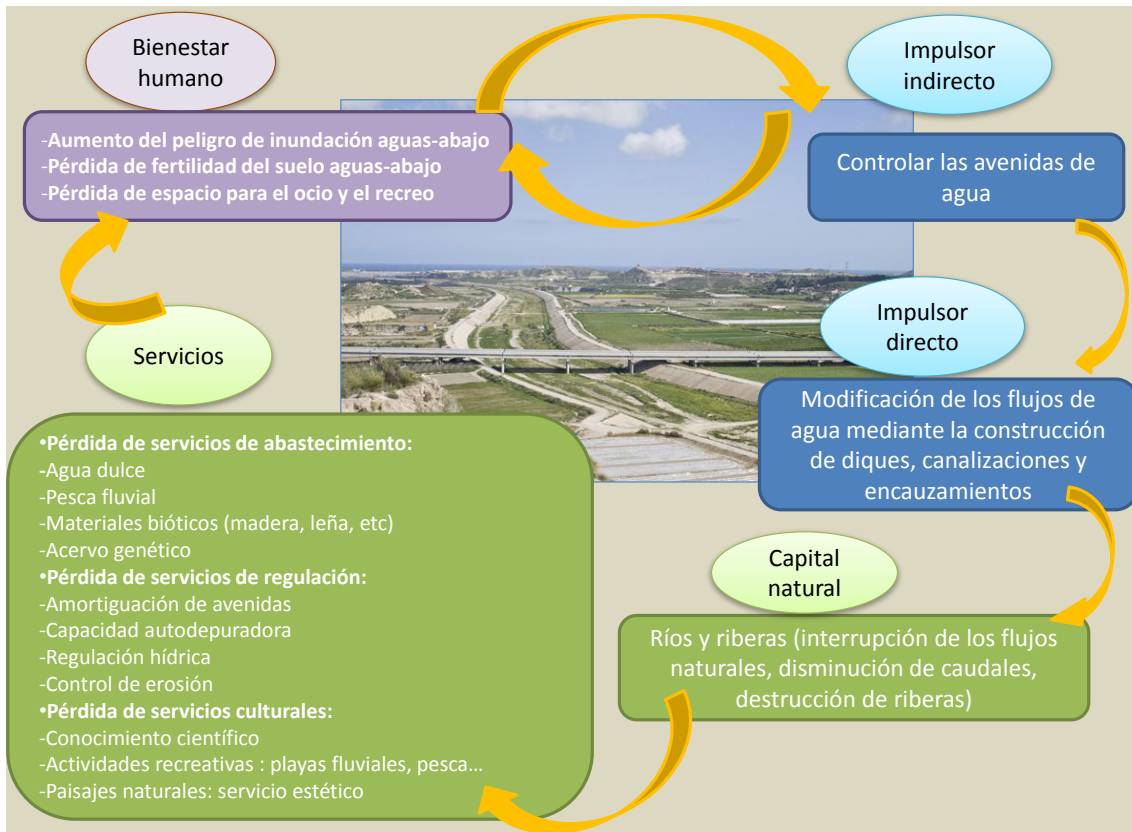 Bienestar
humano
-Aumento del peligro de inundación aguas-abajo
-Pérdida de fertilidad del suelo aguas-abajo
-Pérdida de espacio para el ocio y el recreo
Impulsor
indirecto
Controlar las avenidas de
agua
Impulsor
directo
Modificación de los flujos de
agua mediante la construcción
de diques, canalizaciones y
encauzamientos
Capital
natural
Ríos y riberas (interrupción de los flujos
naturales, disminución de caudales,
destrucción de riberas)
Servicios
•Pérdida de servicios de abastecimiento:
-Agua dulce
-Pesca fluvial
-Materiales bióticos (madera, leña, etc)
-Acervo genético
•Pérdida de servicios de regulación:
-Amortiguación de avenidas
-Capacidad autodepuradora
-Regulación hídrica
-Control de erosión
•Pérdida de servicios culturales:
-Conocimiento científico
-Actividades recreativas : playas fluviales, pesca…
-Paisajes naturales: servicio estético